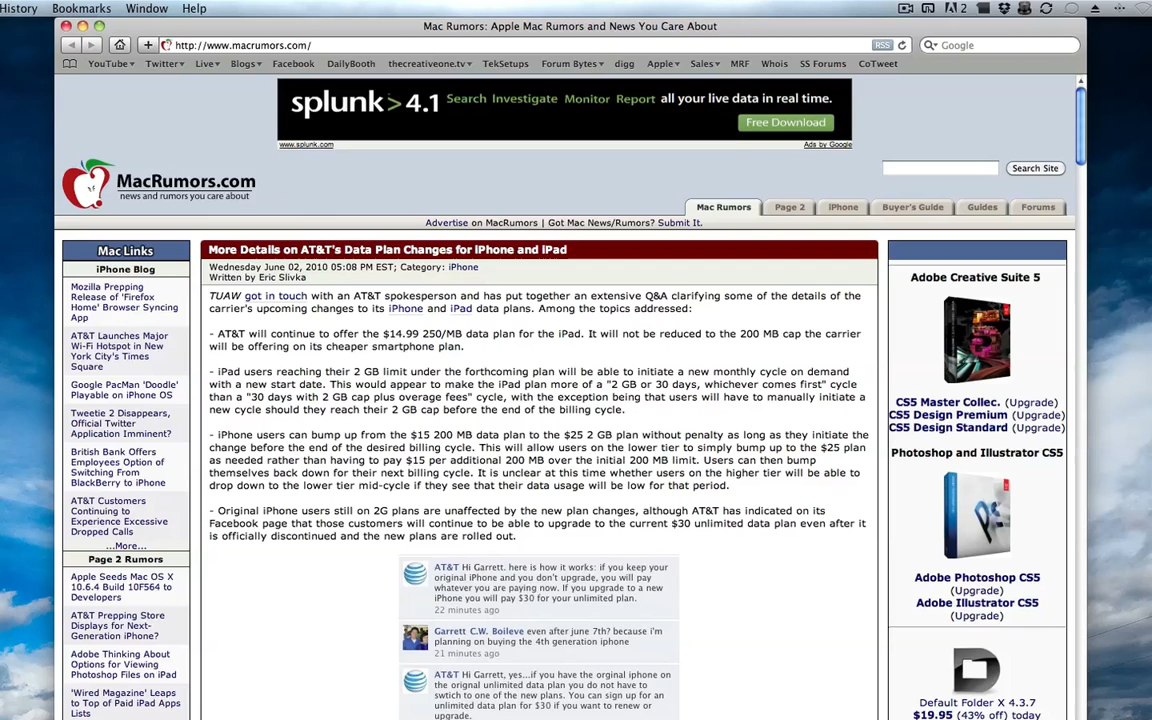 History Bookmarks Window Help
2
Mac Rumors: Apple Mac Rumors and News You Care About
http://www.macrumors.com/
RSS
Google
YouTube Twitter Live Blogs Facebook DailyBooth thecreativeone.tv TekSetups Forum Bytes digg Apple Sales MRF Whois SS Forums CoTweet
splunk> 4.1 Search Investigate Monitor Report all your live data in real time.
Free Download
www.splunk.com
Ads by Google
MacRumors.com
news and rumors you care about
Search Site
Mac Rumors Page 2 iPhone Buyer's Guide Guides Forums
Advertise on MacRumors | Got Mac News/Rumors? Submit It.
Mac Links
iPhone Blog
Mozilla Prepping
Release of 'Firefox
Home' Browser Syncing
App
AT&T Launches Major
Wi-Fi Hotspot in New
York City's Times
Square
Google PacMan 'Doodle'
Playable on iPhone OS
Tweetie 2 Disappears,
Official Twitter
Application Imminent?
British Bank Offers
Employees Option of
Switching From
BlackBerry to iPhone
AT&T Customers
Continuing to
Experience Excessive
Dropped Calls
...More...
Page 2 Rumors
Apple Seeds Mac OS X
10.6.4 Build 10F564 to
Developers
AT&T Prepping Store
Displays for Next-
Generation iPhone?
Adobe Thinking About
Options for Viewing
Photoshop Files on iPad
'Wired Magazine' Leaps
to Top of Paid iPad Apps
Lists
More Details on AT&T's Data Plan Changes for iPhone and iPad
Wednesday June 02, 2010 05:08 PM EST; Category: iPhone
Written by Eric Slivka
TUAW got in touch with an AT&T spokesperson and has put together an extensive Q&A clarifying some of the details of the
carrier's upcoming changes to its iPhone and iPad data plans. Among the topics addressed:
- AT&T will continue to offer the $14.99 250/MB data plan for the iPad. It will not be reduced to the 200 MB cap the carrier
will be offering on its cheaper smartphone plan.
- iPad users reaching their 2 GB limit under the forthcoming plan will be able to initiate a new monthly cycle on demand
with a new start date. This would appear to make the iPad plan more of a "2 GB or 30 days, whichever comes first" cycle
than a "30 days with 2 GB cap plus overage fees" cycle, with the exception being that users will have to manually initiate a
new cycle should they reach their 2 GB cap before the end of the billing cycle.
- iPhone users can bump up from the $15 200 MB data plan to the $25 2 GB plan without penalty as long as they initiate the
change before the end of the desired billing cycle. This will allow users on the lower tier to simply bump up to the $25 plan
as needed rather than having to pay $15 per additional 200 MB over the initial 200 MB limit. Users can then bump
themselves back down for their next billing cycle. It is unclear at this time whether users on the higher tier will be able to
drop down to the lower tier mid-cycle if they see that their data usage will be low for that period.
- Original iPhone users still on 2G plans are unaffected by the new plan changes, although AT&T has indicated on its
Facebook page that those customers will continue to be able to upgrade to the current $30 unlimited data plan even after it
is officially discontinued and the new plans are rolled out.
AT&T Hi Garrett. here is how it works: if you keep your
original iPhone and you don't upgrade, you will pay
whatever you are paying now. If you upgrade to a new
iPhone you will pay $30 for your unlimited plan.
22 minutes ago
Garrett C.W. Boileve even after june 7th? because i'm
planning on buying the 4th generation iphone
21 minutes ago
AT&T Hi Garrett, yes...if you have the orginal iphone on
the orignal unlimited data plan you do not have to
swtich to one of the new plans. You can sign up for an
unlimited data plan for $30 if you want to renew or
upgrade.
Adobe Creative Suite 5
CS5 Master Collec. (Upgrade)
CS5 Design Premium (Upgrade)
CS5 Design Standard (Upgrade)
Photoshop and Illustrator CS5
Adobe Photoshop CS5
(Upgrade)
Adobe Illustrator CS5
(Upgrade)
Default Folder X 4.3.7
$19.95 (43% off) today